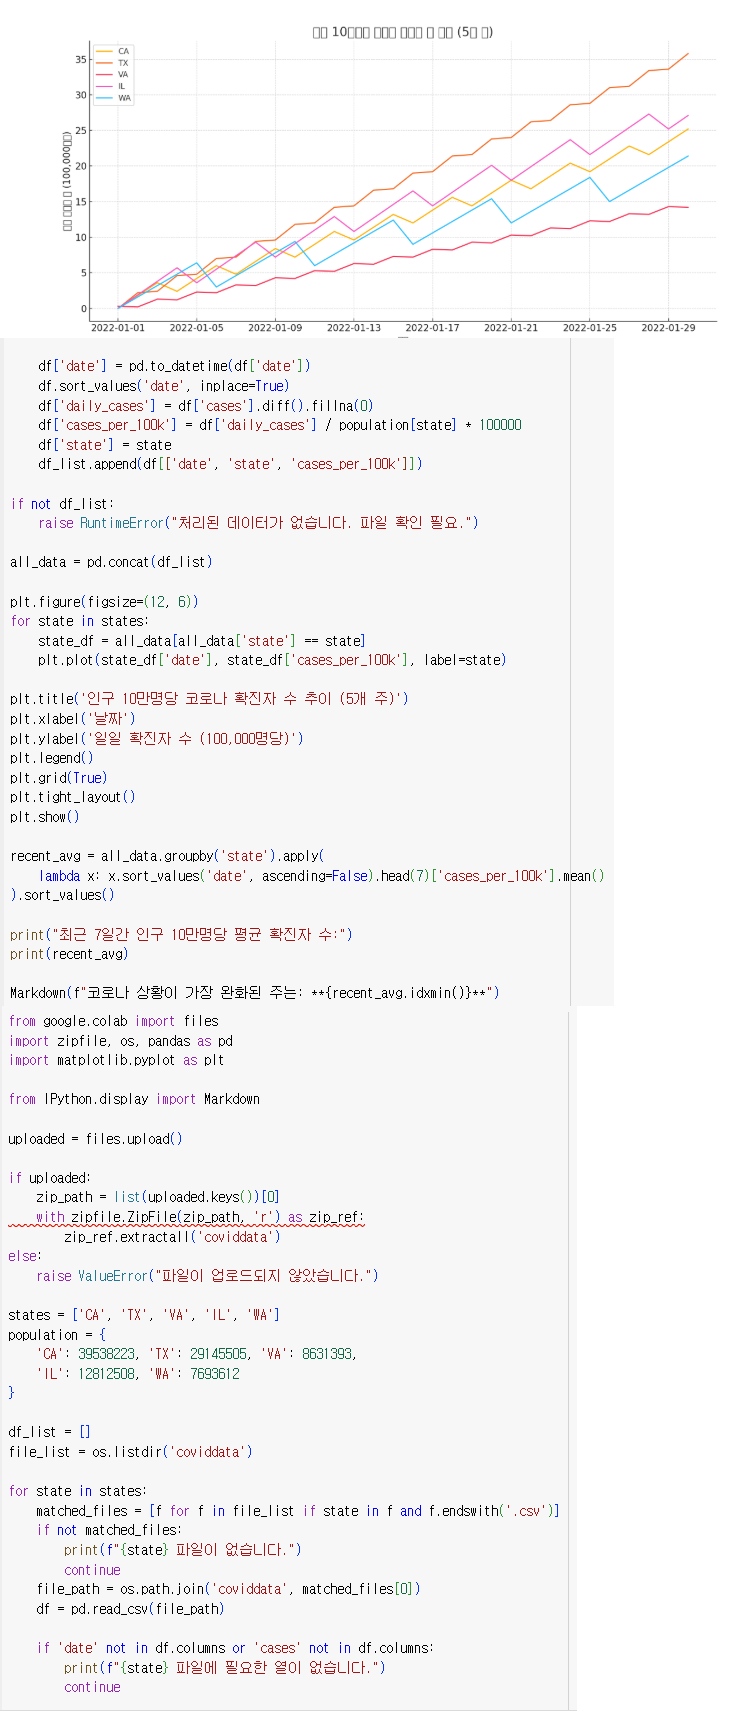 인구 10만명당 코로나 확진자 수 추이 (5개 주)
CA
TX
VA
IL
WA
일일 확진자 수 (100,000명당)
35
30
25
20
15
10
5
0
2022-01-01 2022-01-05 2022-01-09 2022-01-13 2022-01-17 2022-01-21 2022-01-25 2022-01-29
df['date'] = pd.to_datetime(df['date'])
df.sort_values('date', inplace=True)
df['daily_cases'] = df['cases'].diff().fillna(0)
df['cases_per_100k'] = df['daily_cases'] / population[state] * 100000
df['state'] = state
df_list.append(df[['date', 'state', 'cases_per_100k']])
if not df_list:
raise RuntimeError("처리된 데이터가 없습니다. 파일 확인 필요.")
all_data = pd.concat(df_list)
plt.figure(figsize=(12, 6))
for state in states:
state_df = all_data[all_data['state'] == state]
plt.plot(state_df['date'], state_df['cases_per_100k'], label=state)
plt.title('인구 10만명당 코로나 확진자 수 추이 (5개 주)')
plt.xlabel('날짜')
plt.ylabel('일일 확진자 수 (100,000명당)')
plt.legend()
plt.grid(True)
plt.tight_layout()
plt.show()
recent_avg = all_data.groupby('state').apply(
lambda x: x.sort_values('date', ascending=False).head(7)['cases_per_100k'].mean()
).sort_values()
print("최근 7일간 인구 10만명당 평균 확진자 수:")
print(recent_avg)
Markdown(f"코로나 상황이 가장 완화된 주는: **{recent_avg.idxmin()}**")
from google.colab import files
import zipfile, os, pandas as pd
import matplotlib.pyplot as plt
from IPython.display import Markdown
uploaded = files.upload()
if uploaded:
zip_path = list(uploaded.keys())[0]
with zipfile.ZipFile(zip_path, 'r') as zip_ref:
zip_ref.extractall('coviddata')
else:
raise ValueError("파일이 업로드되지 않았습니다.")
states = ['CA', 'TX', 'VA', 'IL', 'WA']
population = {
'CA': 39538223, 'TX': 29145505, 'VA': 8631393,
'IL': 12812508, 'WA': 7693612
}
df_list = []
file_list = os.listdir('coviddata')
for state in states:
matched_files = [f for f in file_list if state in f and f.endswith('.csv')]
if not matched_files:
print(f"{state} 파일이 없습니다.")
continue
file_path = os.path.join('coviddata', matched_files[0])
df = pd.read_csv(file_path)
if 'date' not in df.columns or 'cases' not in df.columns:
print(f"{state} 파일에 필요한 열이 없습니다.")
continue